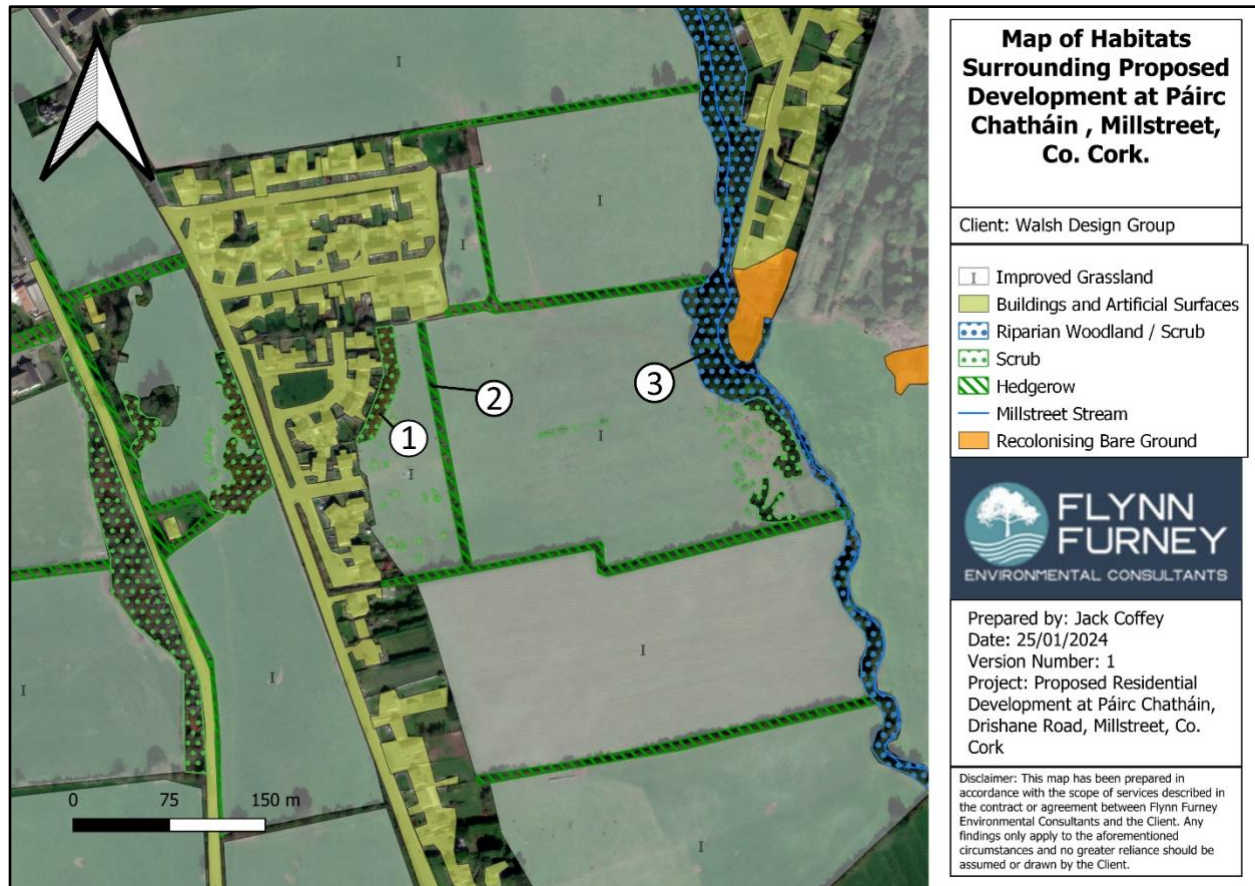 Map of Habitats
Surrounding Proposed
Development at Páirc
Chatháin , Millstreet,
Co. Cork.
Client: Walsh Design Group
I Improved Grassland
Buildings and Artificial Surfaces
Riparian Woodland / Scrub
Scrub
Hedgerow
Millstreet Stream
Recolonising Bare Ground
FLYNN
FURNEY
ENVIRONMENTAL CONSULTANTS
Prepared by: Jack Coffey
Date: 25/01/2024
Version Number: 1
Project: Proposed Residential
Development at Páirc Chatháin,
Drishane Road, Millstreet, Co.
Cork
Disclaimer: This map has been prepared in
accordance with the scope of services described in
the contract or agreement between Flynn Furney
Environmental Consultants and the Client. Any
findings only apply to the aforementioned
circumstances and no greater reliance should be
assumed or drawn by the Client.
I
I
I
3
2
1
I
I
I
I
I
I
0 75 150 m